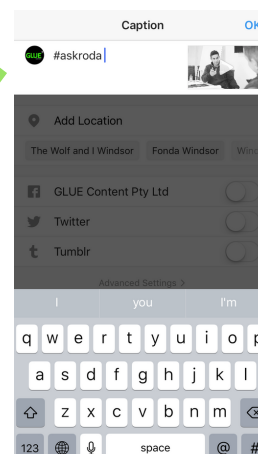 Caption
OK
GLUE
#askroda
Add Location
The Wolf and I Windsor
Fonda Windsor
Wind
GLUE Content Pty Ltd
Twitter
Tumblr
Advanced Settings >
I
you
I'm
q w e r t y u i o p
a s d f g h j k l
z x c v b n m
123
space
@
#